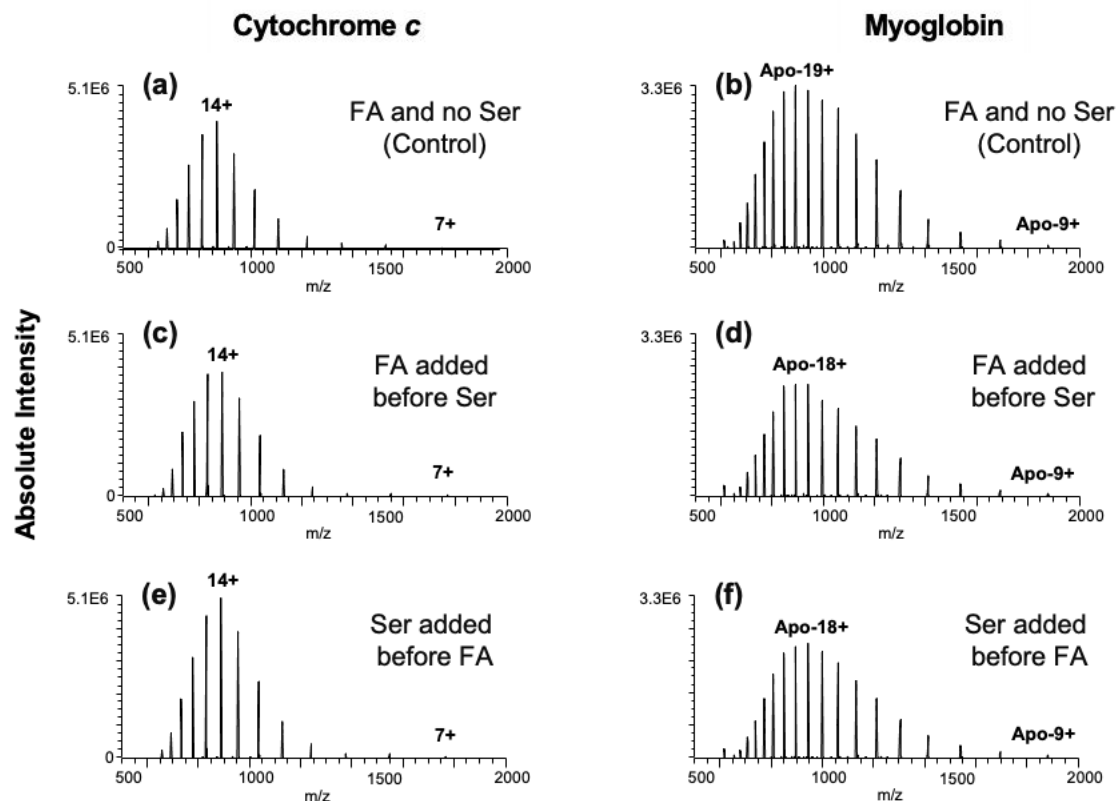 Cytochrome c
Myoglobin
Absolute Intensity
(a)
5.1E6
14+
FA and no Ser
(Control)
7+
0
500
1000
1500
2000
m/z
(b)
3.3E6
Apo-19+
FA and no Ser
(Control)
Apo-9+
0
500
1000
1500
2000
m/z
(c)
5.1E6
14+
FA added
before Ser
7+
0
500
1000
1500
2000
m/z
(d)
3.3E6
Apo-18+
FA added
before Ser
Apo-9+
0
500
1000
1500
2000
m/z
(e)
5.1E6
14+
Ser added
before FA
7+
0
500
1000
1500
2000
m/z
(f)
3.3E6
Apo-18+
Ser added
before FA
Apo-9+
0
500
1000
1500
2000
m/z